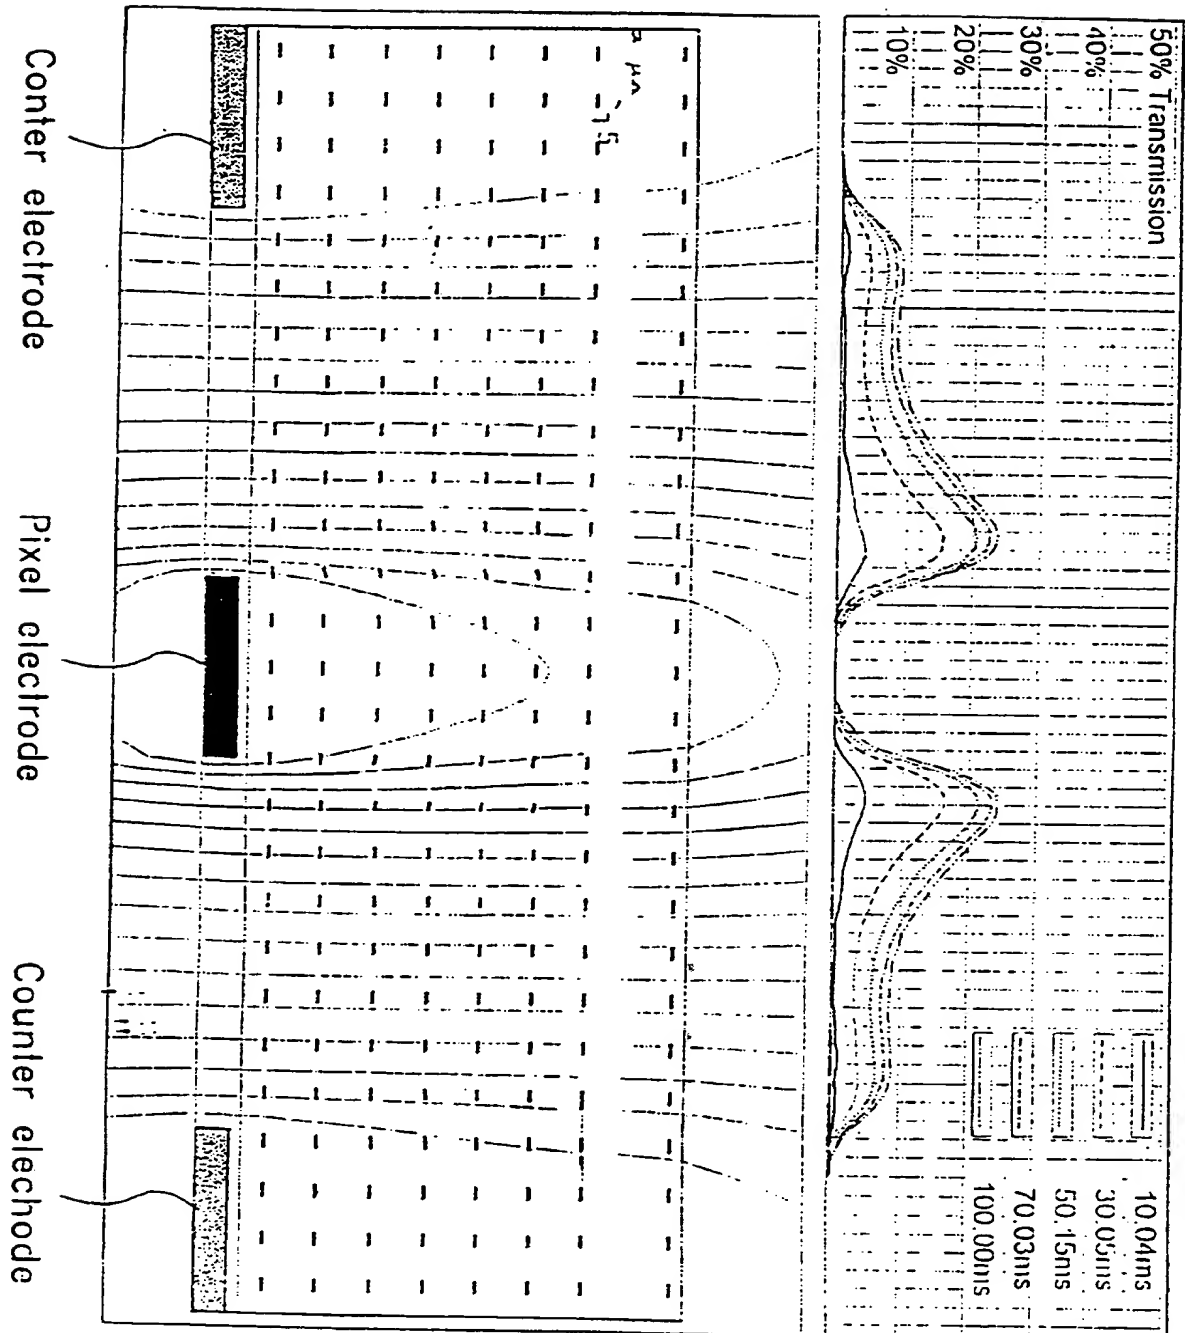 50% Transmission
40%
30%
20%
10%
10.04ms
30.05ms
50.15ms
70.03ms
100.00ms
Conter electrode
Pixel electrode
Counter elechode